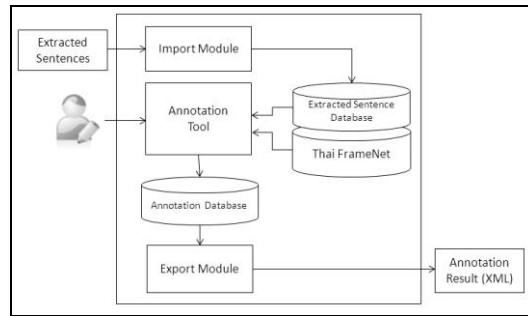 Extracted
Sentences
Import Module
Annotation
Tool
Extracted Sentence
Database
Thai FrameNet
Annotation Database
Export Module
Annotation
Result (XML)